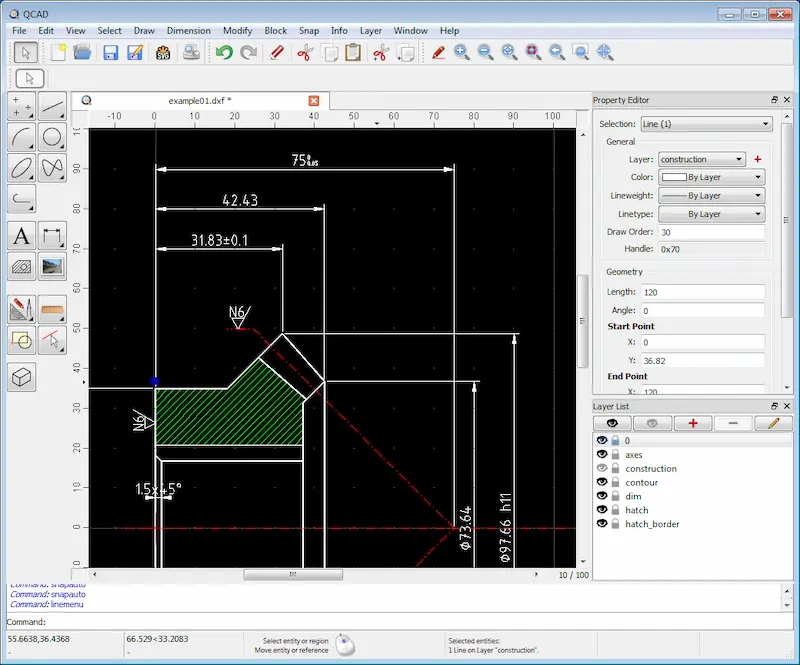 QCAD
File Edit View Select Draw Dimension Modify Block Snap Info Layer Window Help
SVG
example01.dxf *
-10 0 10 20 30 40 50 60 70 80 90 100
90
80
70
60
50
40
30
20
10
0
75
42.43
31.83±0.1
N6
N6
1.5x45°
ϕ73.64
ϕ97.66 h11
10 / 100
Property Editor
Selection: Line (1)
General
Layer: construction
Color: By Layer
Lineweight: By Layer
Linetype: By Layer
Draw Order: 30
Handle: 0x70
Geometry
Length: 120
Angle: 0
Start Point
X: 0
Y: 36.82
End Point
X: 120
Layer List
0
axes
construction
contour
dim
hatch
hatch_border
Command: snapauto
Command: snapauto
Command: linemenu
Command:
55.6638,36.4368
-
66.529<33.2083
-
Select entity or region
Move entity or reference
Selected entities:
1 Line on Layer "construction".